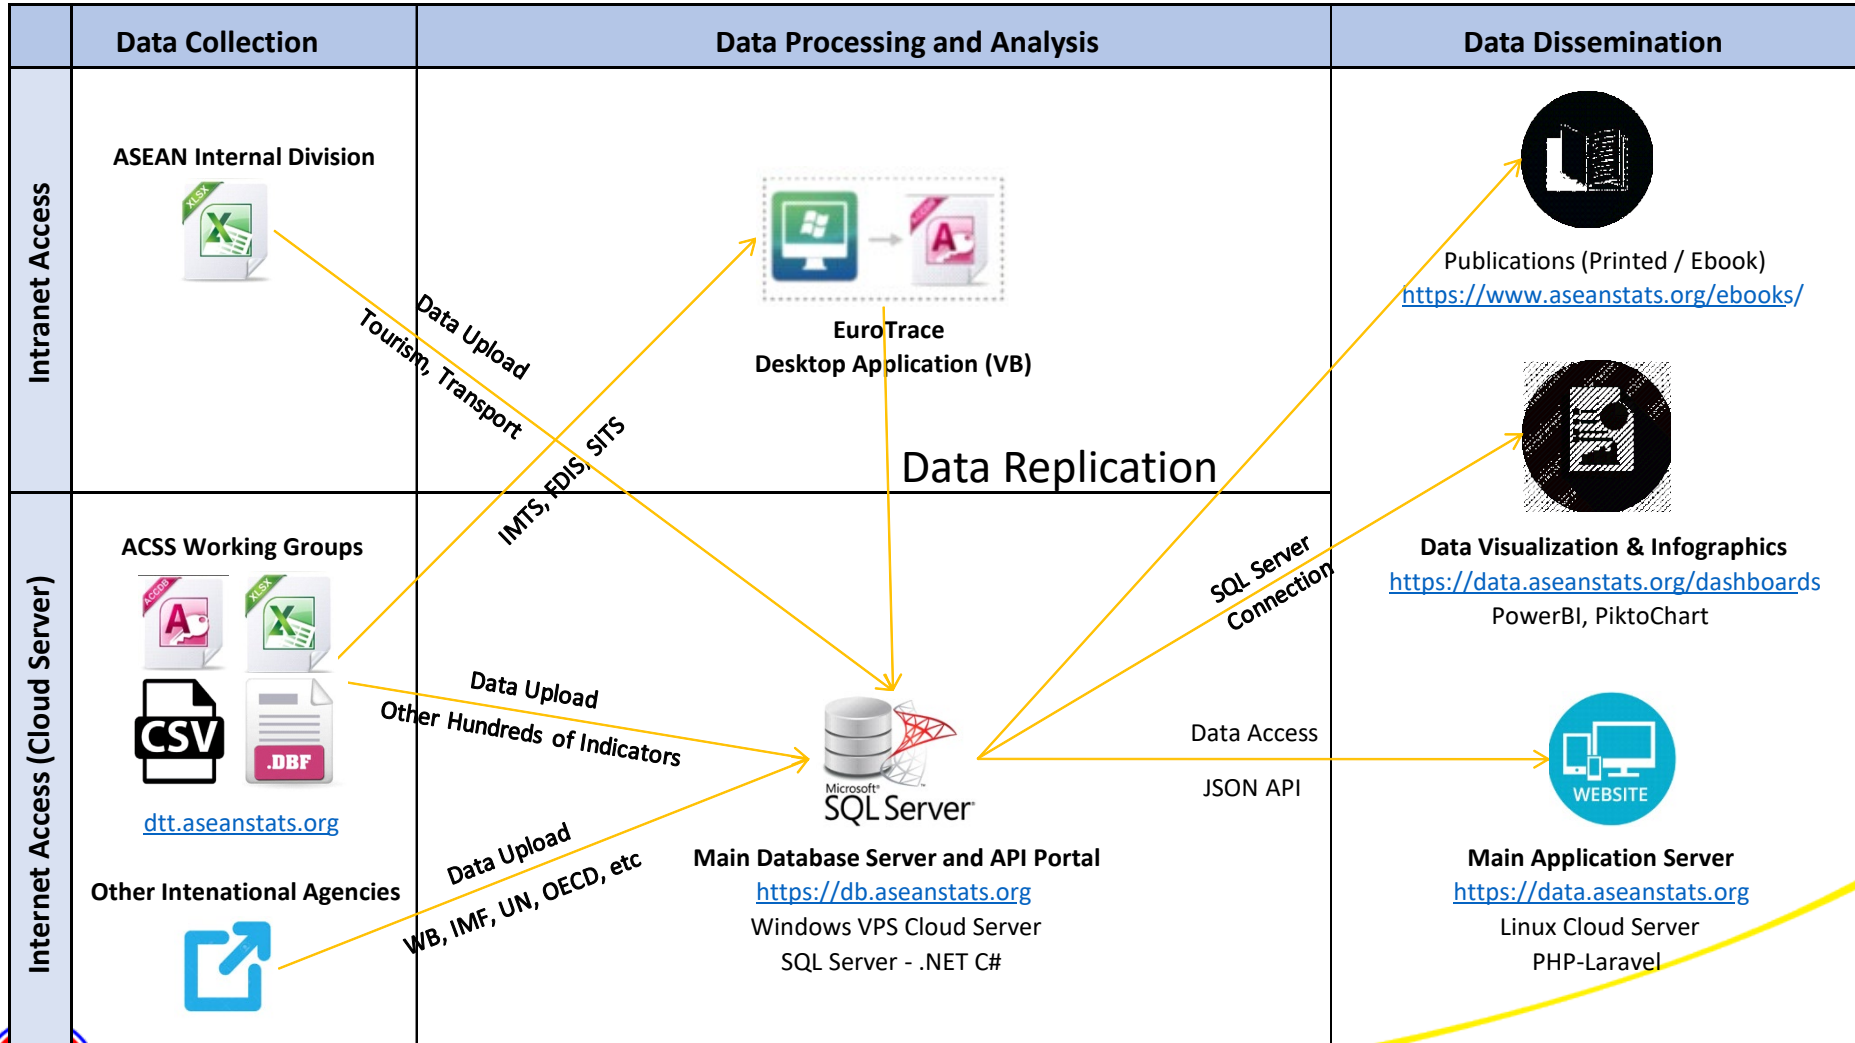 Data Collection
Data Processing and Analysis
Data Dissemination
Intranet Access
ASEAN Internal Division
XLSX
Data Upload
Tourism, Transport
IMTS, FDIS, SITS
ACCDB
A
EuroTrace
Desktop Application (VB)
Data Replication
Publications (Printed / Ebook)
https://www.aseanstats.org/ebooks/
Data Visualization & Infographics
https://data.aseanstats.org/dashboards
PowerBI, PiktoChart
Internet Access (Cloud Server)
ACSS Working Groups
ACCDB
A
XLSX
CSV
.DBF
dtt.aseanstats.org
Data Upload
Other Hundreds of Indicators
Other Intenational Agencies
Data Upload
WB, IMF, UN, OECD, etc
Microsoft®
SQL Server®
Main Database Server and API Portal
https://db.aseanstats.org
Windows VPS Cloud Server
SQL Server - .NET C#
SQL Server
Connection
Data Access
JSON API
WEBSITE
Main Application Server
https://data.aseanstats.org
Linux Cloud Server
PHP-Laravel